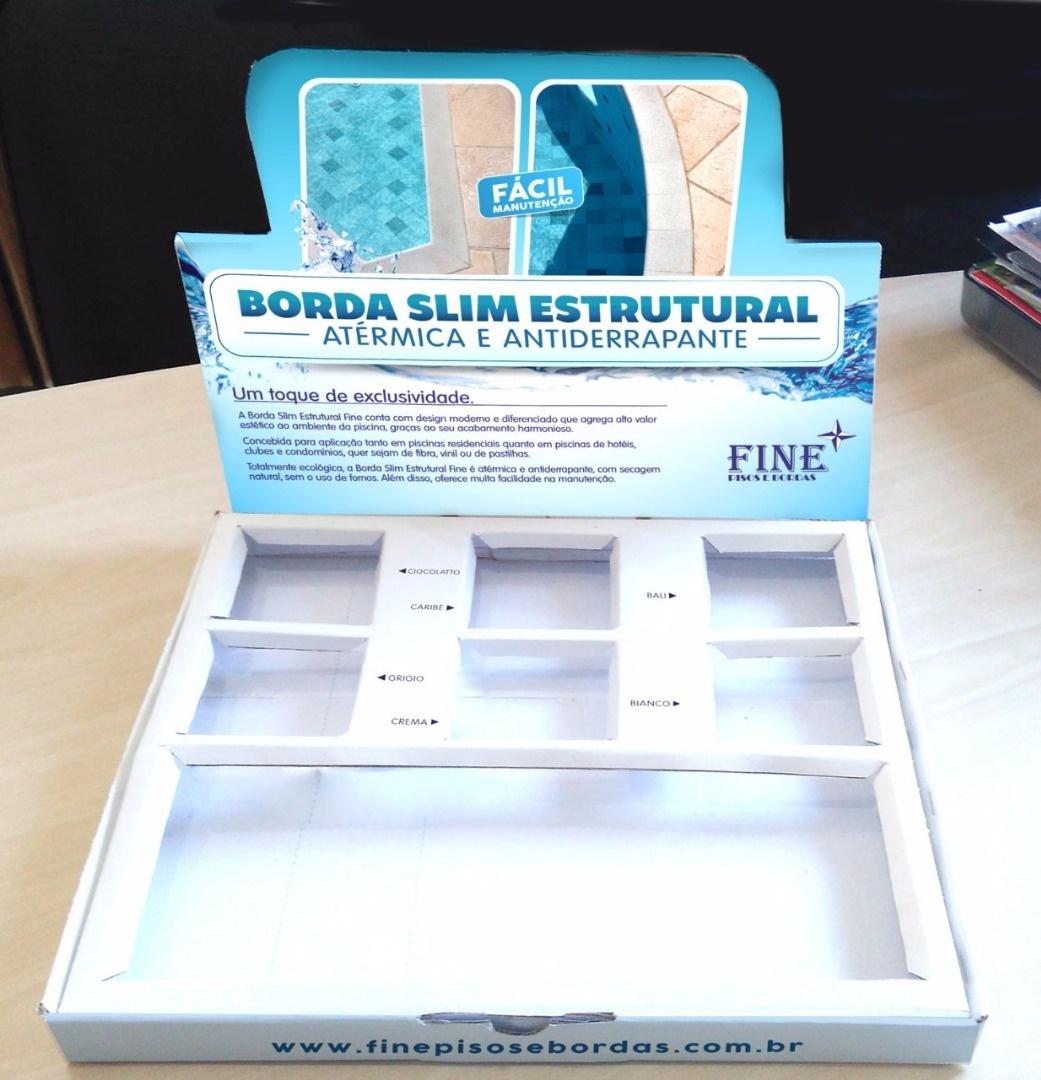 FÁCIL
MANUTENÇÃO
BORDA SLIM ESTRUTURAL
ATÉRMICA E ANTIDERRAPANTE
Um toque de exclusividade.
A Borda Slim Estrutural Fine conta com design moderno e diferenciado que agrega alto valor
estético ao ambiente da piscina, graças ao seu acabamento harmonioso.
Concebida para aplicação tanto em piscinas residenciais quanto em piscinas de hotéis,
clubes e condomínios, quer sejam de fibra, vinil ou de pastilhas.
Totalmente ecológica, a Borda Slim Estrutural Fine é atérmica e antiderrapante, com secagem
natural, sem o uso de fornos. Além disso, oferece muita facilidade na manutenção.
FINE
PISOS E BORDAS
◀CIOCOLATTO
CARIBE▶
BALI▶
◀GRIGIO
CREMA▶
BIANCO▶
www.finepisosebordas.com.br